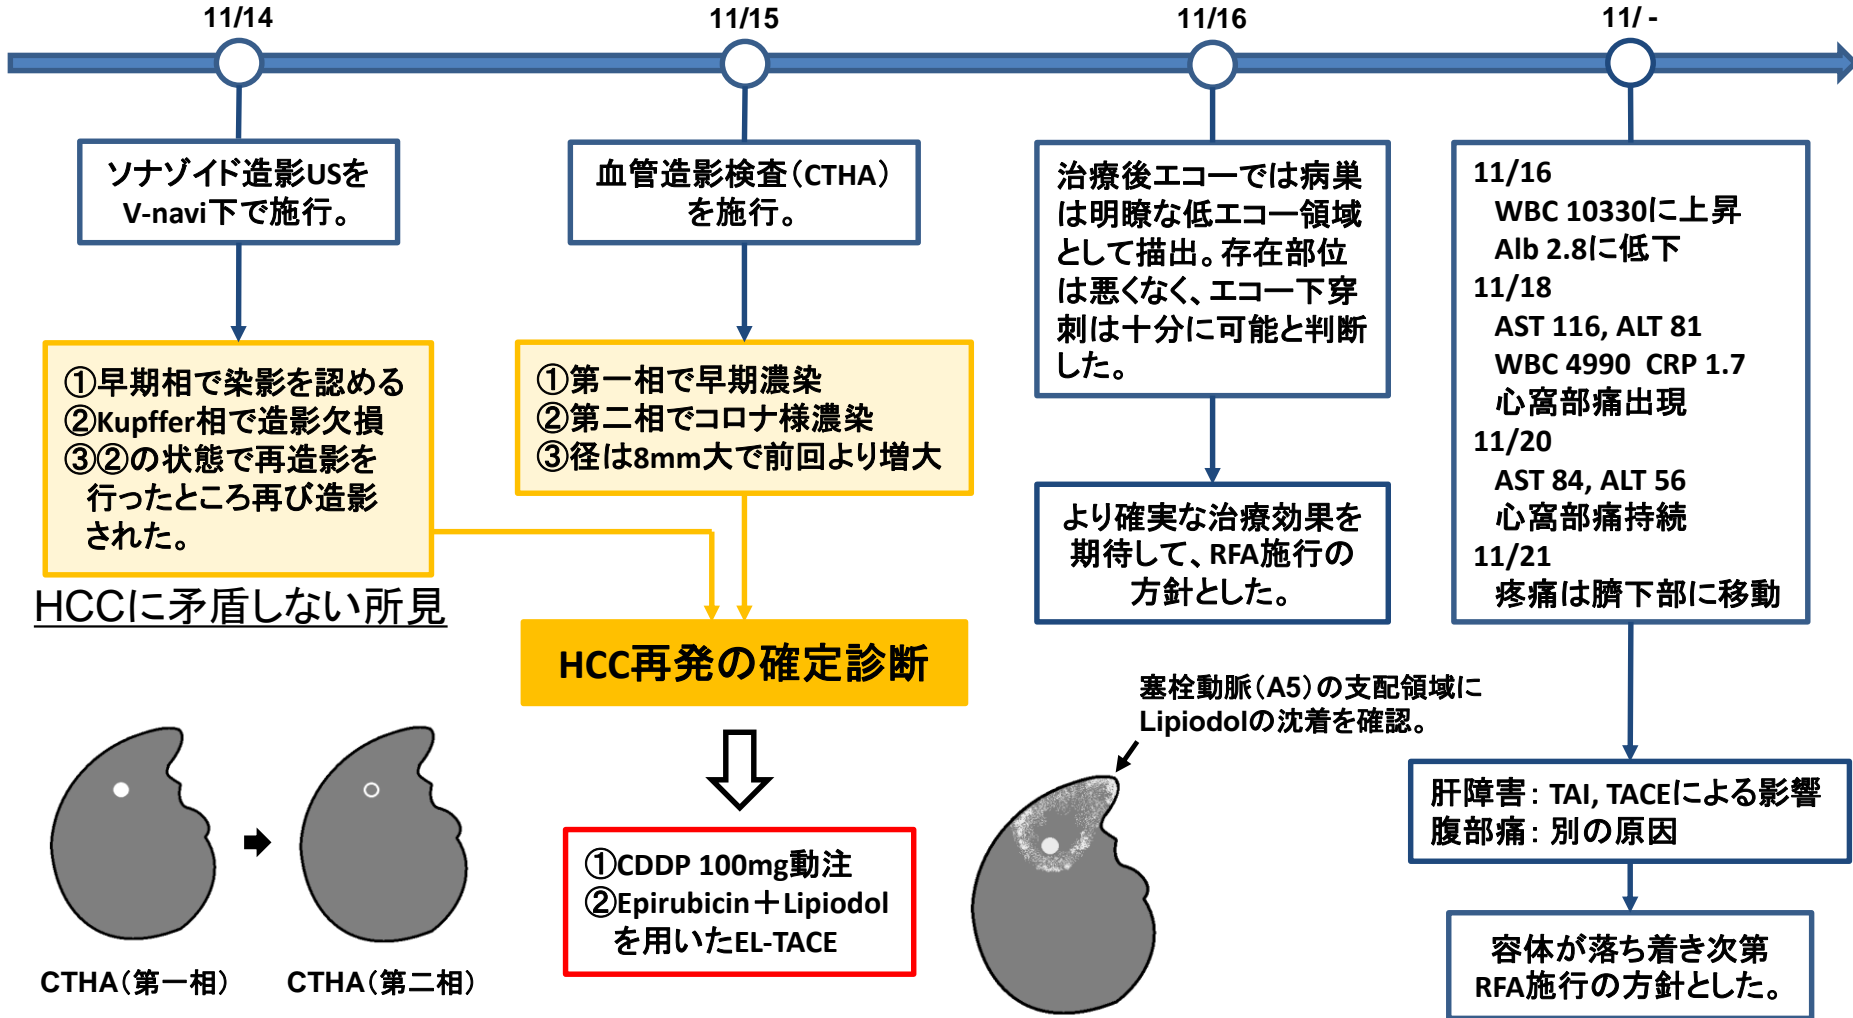 11/14
11/15
11/16
11/ -
ソナゾイド造影USを
V-navi下で施行。
①早期相で染影を認める
②Kupffer相で造影欠損
③②の状態で再造影を
行ったところ再び造影
された。
HCCに矛盾しない所見
CTHA（第一相）
CTHA（第二相）
血管造影検査（CTHA）
を施行。
①第一相で早期濃染
②第二相でコロナ様濃染
③径は8mm大で前回より増大
HCC再発の確定診断
①CDDP 100mg動注
②Epirubicin＋Lipiodol
を用いたEL-TACE
治療後エコーでは病巣
は明瞭な低エコー領域
として描出。存在部位
は悪くなく、エコー下穿
刺は十分に可能と判断
した。
より確実な治療効果を
期待して、RFA施行の
方針とした。
塞栓動脈（A5）の支配領域に
Lipiodolの沈着を確認。
11/16
WBC 10330に上昇
Alb 2.8に低下
11/18
AST 116, ALT 81
WBC 4990 CRP 1.7
心窩部痛出現
11/20
AST 84, ALT 56
心窩部痛持続
11/21
疼痛は臍下部に移動
肝障害： TAI, TACEによる影響
腹部痛： 別の原因
容体が落ち着き次第
RFA施行の方針とした。